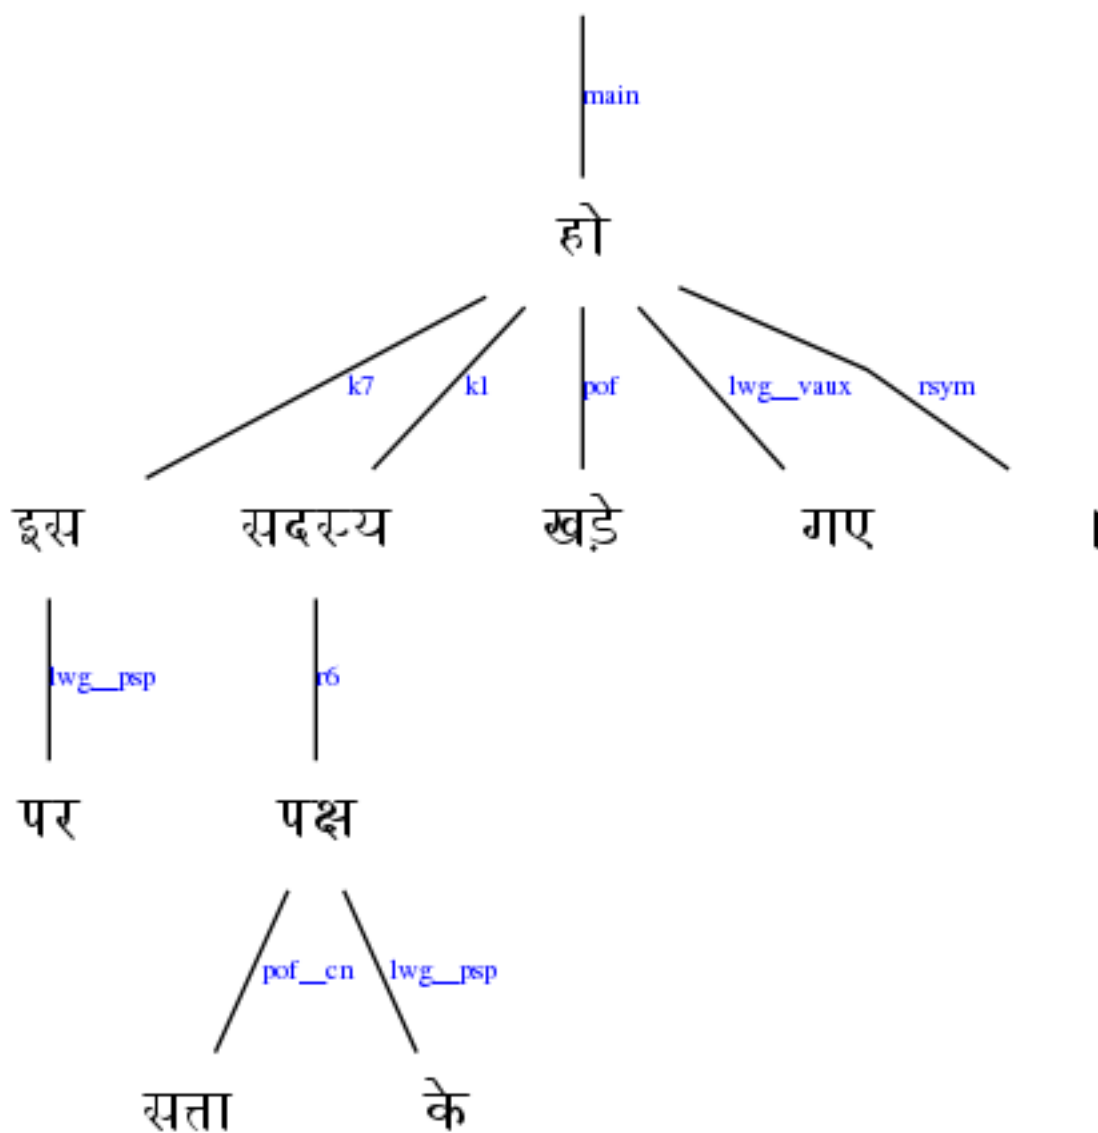 main
हो
k7 k1 pof lwg__vaux rsym
इस सदस्य खड़े गए ।
lwg__psp r6
पर पक्ष
pof__cn lwg__psp
सत्ता के